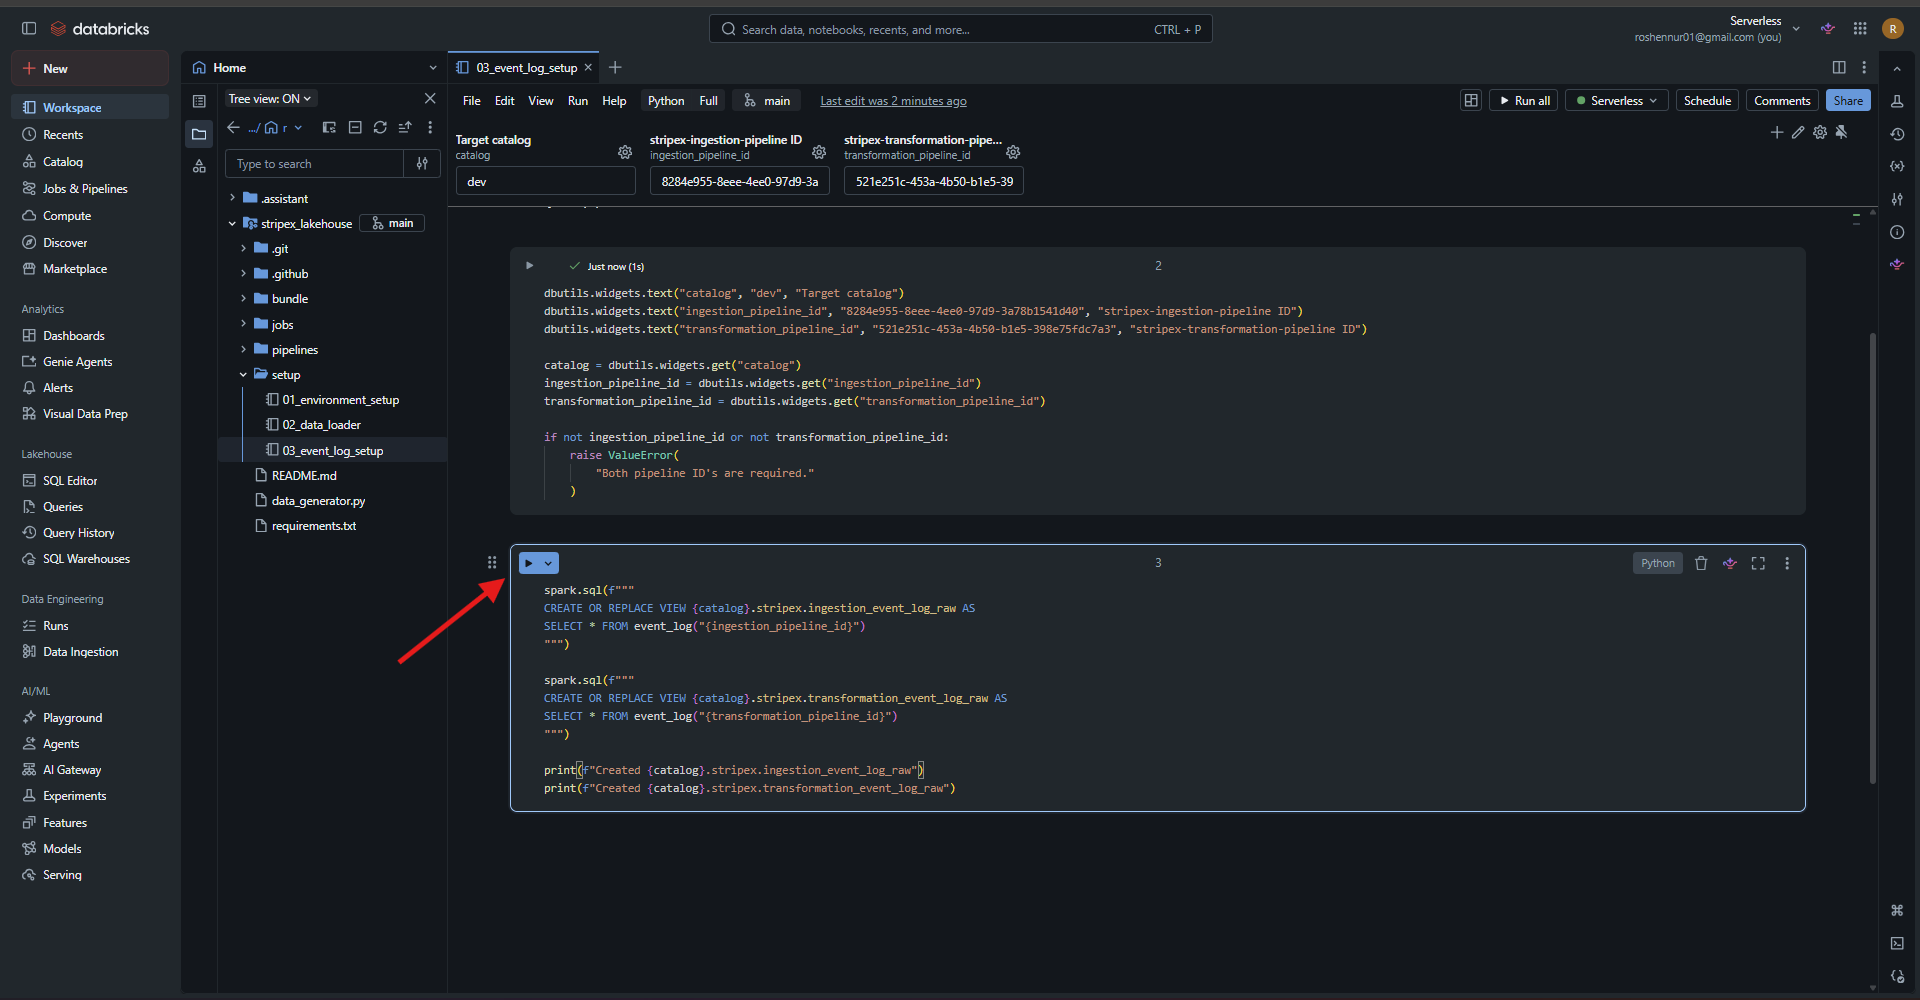 databricks
Search data, notebooks, recents, and more...
CTRL + P
Serverless
roshennur01@gmail.com (you)
R
New
Workspace
Recents
Catalog
Jobs & Pipelines
Compute
Discover
Marketplace
Analytics
Dashboards
Genie Agents
Alerts
Visual Data Prep
Lakehouse
SQL Editor
Queries
Query History
SQL Warehouses
Data Engineering
Runs
Data Ingestion
AI/ML
Playground
Agents
AI Gateway
Experiments
Features
Models
Serving
Home
Tree view: ON
.../ r
Type to search
.assistant
stripex_lakehouse main
.git
.github
bundle
jobs
pipelines
setup
01_environment_setup
02_data_loader
03_event_log_setup
README.md
data_generator.py
requirements.txt
03_event_log_setup
File Edit View Run Help Python Full main Last edit was 2 minutes ago
Run all Serverless Schedule Comments Share
Target catalog
catalog
dev
stripex-ingestion-pipeline ID
ingestion_pipeline_id
8284e955-8eee-4ee0-97d9-3a
stripex-transformation-pipe...
transformation_pipeline_id
521e251c-453a-4b50-b1e5-39
Just now (1s)
2
dbutils.widgets.text("catalog", "dev", "Target catalog")
dbutils.widgets.text("ingestion_pipeline_id", "8284e955-8eee-4ee0-97d9-3a78b1541d40", "stripex-ingestion-pipeline ID")
dbutils.widgets.text("transformation_pipeline_id", "521e251c-453a-4b50-b1e5-398e75fdc7a3", "stripex-transformation-pipeline ID")
catalog = dbutils.widgets.get("catalog")
ingestion_pipeline_id = dbutils.widgets.get("ingestion_pipeline_id")
transformation_pipeline_id = dbutils.widgets.get("transformation_pipeline_id")
if not ingestion_pipeline_id or not transformation_pipeline_id:
raise ValueError(
"Both pipeline ID's are required."
)
3
Python
spark.sql(f"""
CREATE OR REPLACE VIEW {catalog}.stripex.ingestion_event_log_raw AS
SELECT * FROM event_log("{ingestion_pipeline_id}")
""")
spark.sql(f"""
CREATE OR REPLACE VIEW {catalog}.stripex.transformation_event_log_raw AS
SELECT * FROM event_log("{transformation_pipeline_id}")
""")
print(f"Created {catalog}.stripex.ingestion_event_log_raw")
print(f"Created {catalog}.stripex.transformation_event_log_raw")